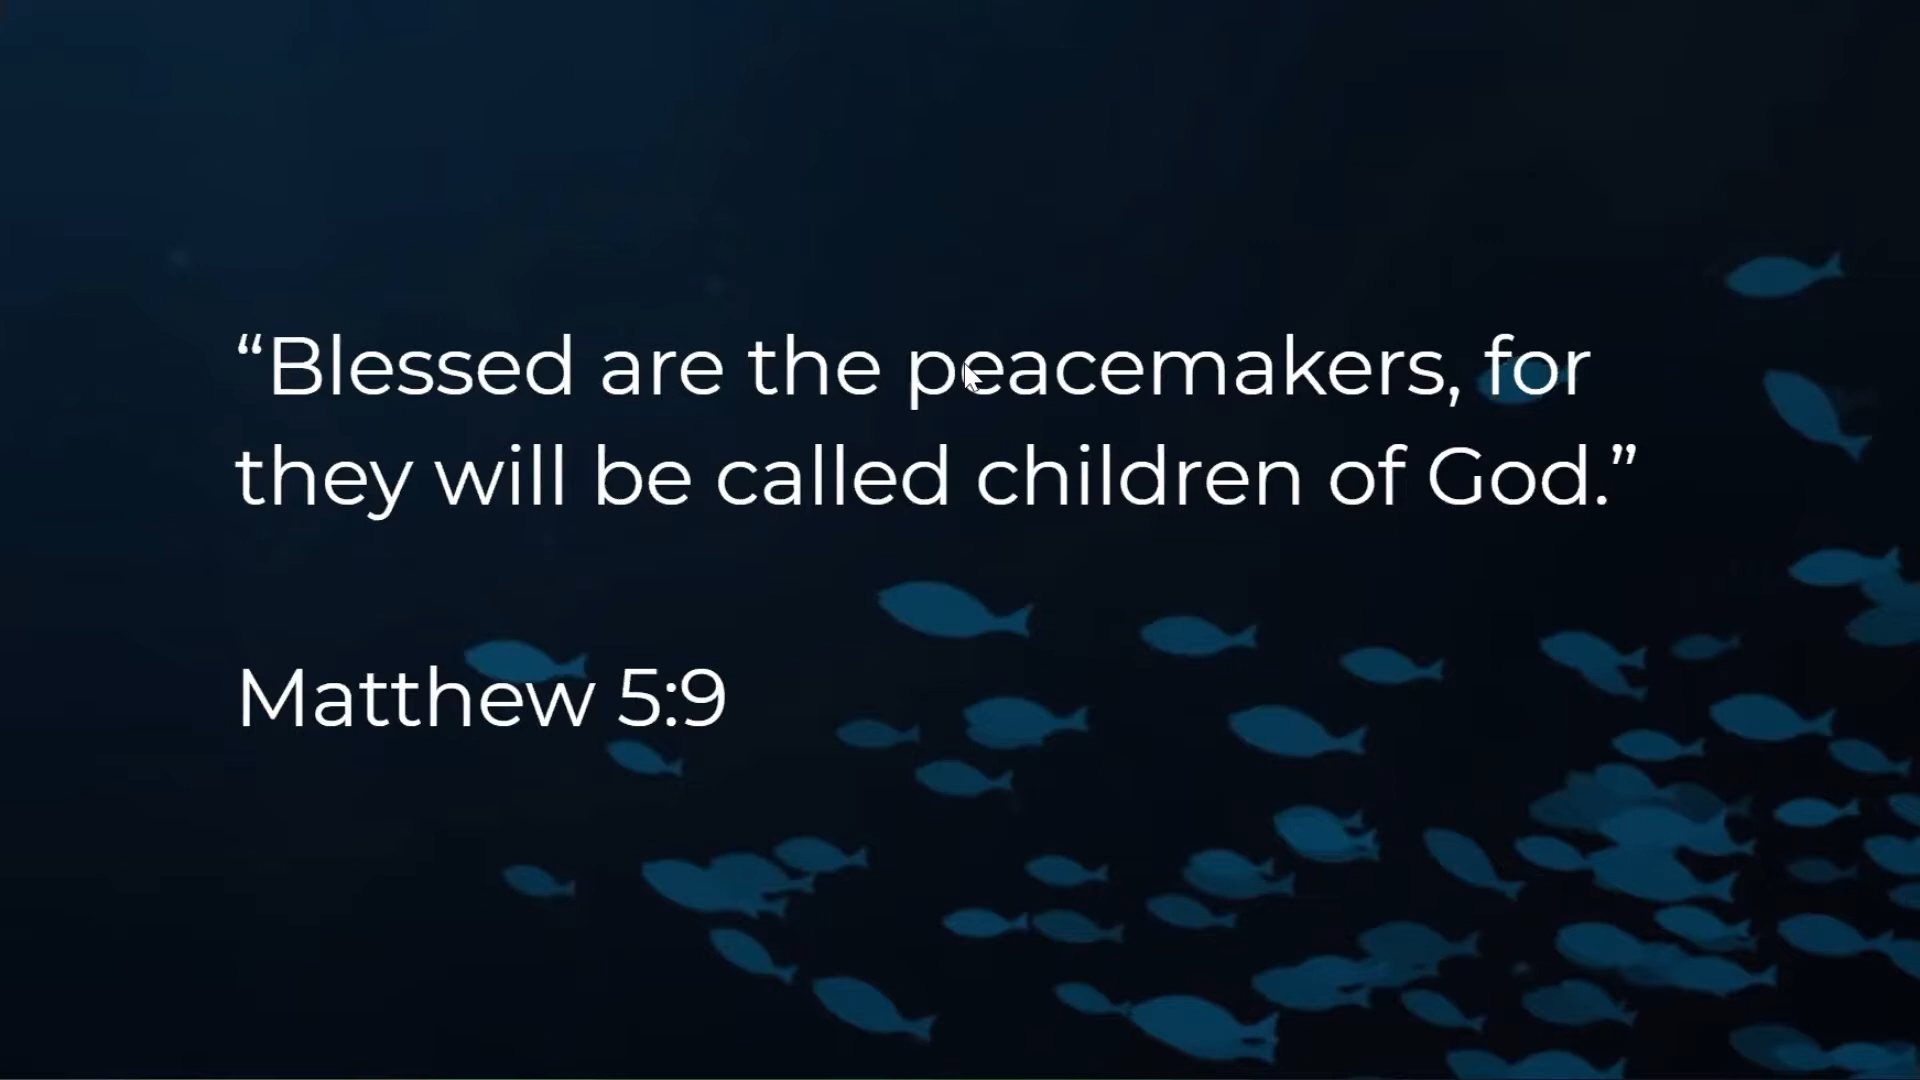 “Blessed are the peacemakers, for
they will be called children of God.”
Matthew 5:9